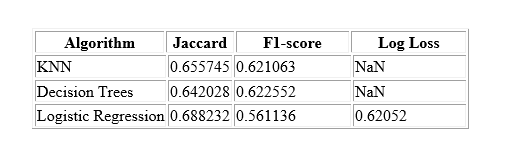 Algorithm Jaccard F1-score Log Loss
KNN 0.655745 0.621063 NaN
Decision Trees 0.642028 0.622552 NaN
Logistic Regression 0.688232 0.561136 0.62052